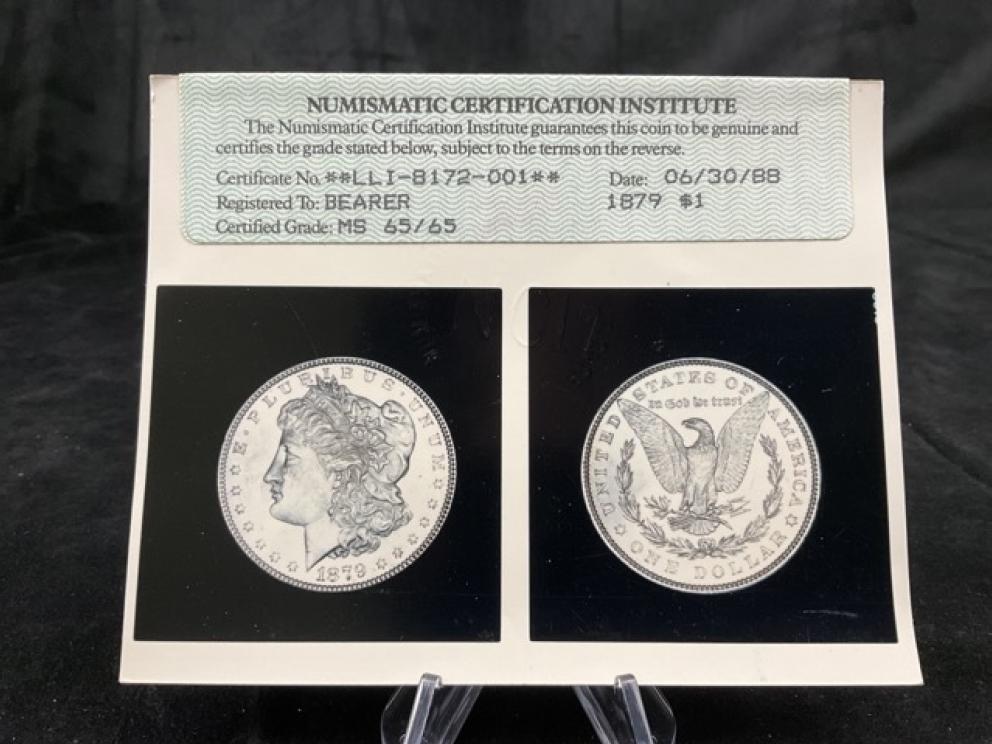 NUMISMATIC CERTIFICATION INSTITUTE
The Numismatic Certification Institute guarantees this coin to be genuine and
certifies the grade stated below, subject to the terms on the reverse.
Certificate No. **LLI-8172-001** Date: 06/30/88
Registered To: BEARER 1879 $1
Certified Grade: MS 65/65
NCI
E·PLURIBUS·UNUM
1879
UNITED STATES OF AMERICA
In God we trust
ONE DOLLAR